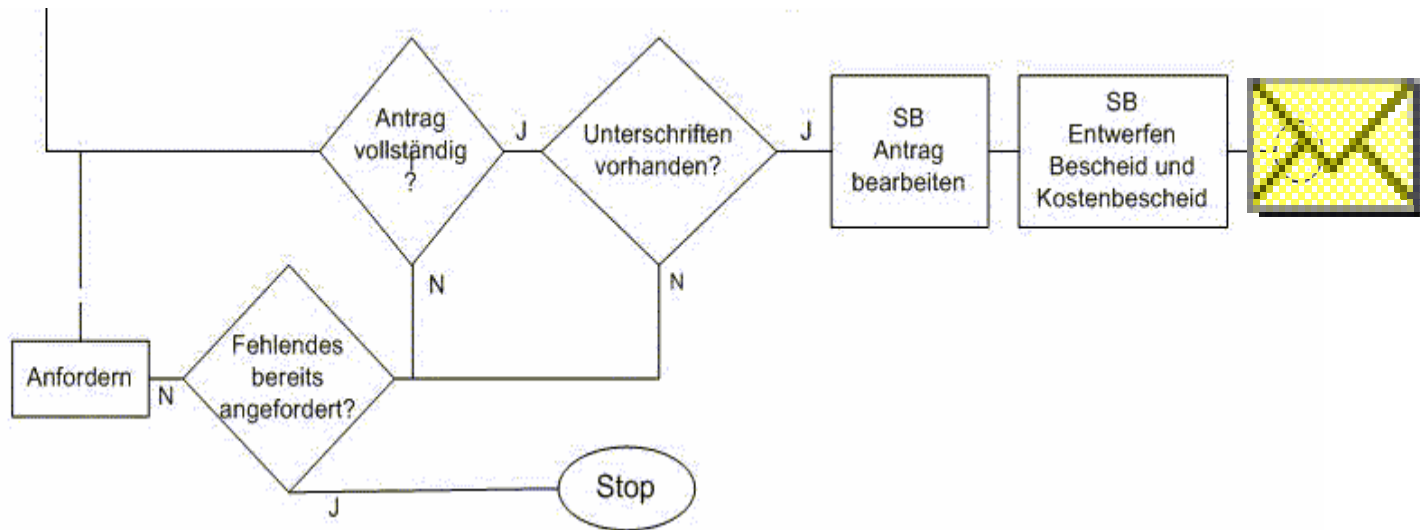 Antrag
vollständig
?
J
Unterschriften
vorhanden?
J
SB
Antrag
bearbeiten
SB
Entwerfen
Bescheid und
Kostenbescheid
N
N
Anfordern
N
Fehlendes
bereits
angefordert?
J
Stop